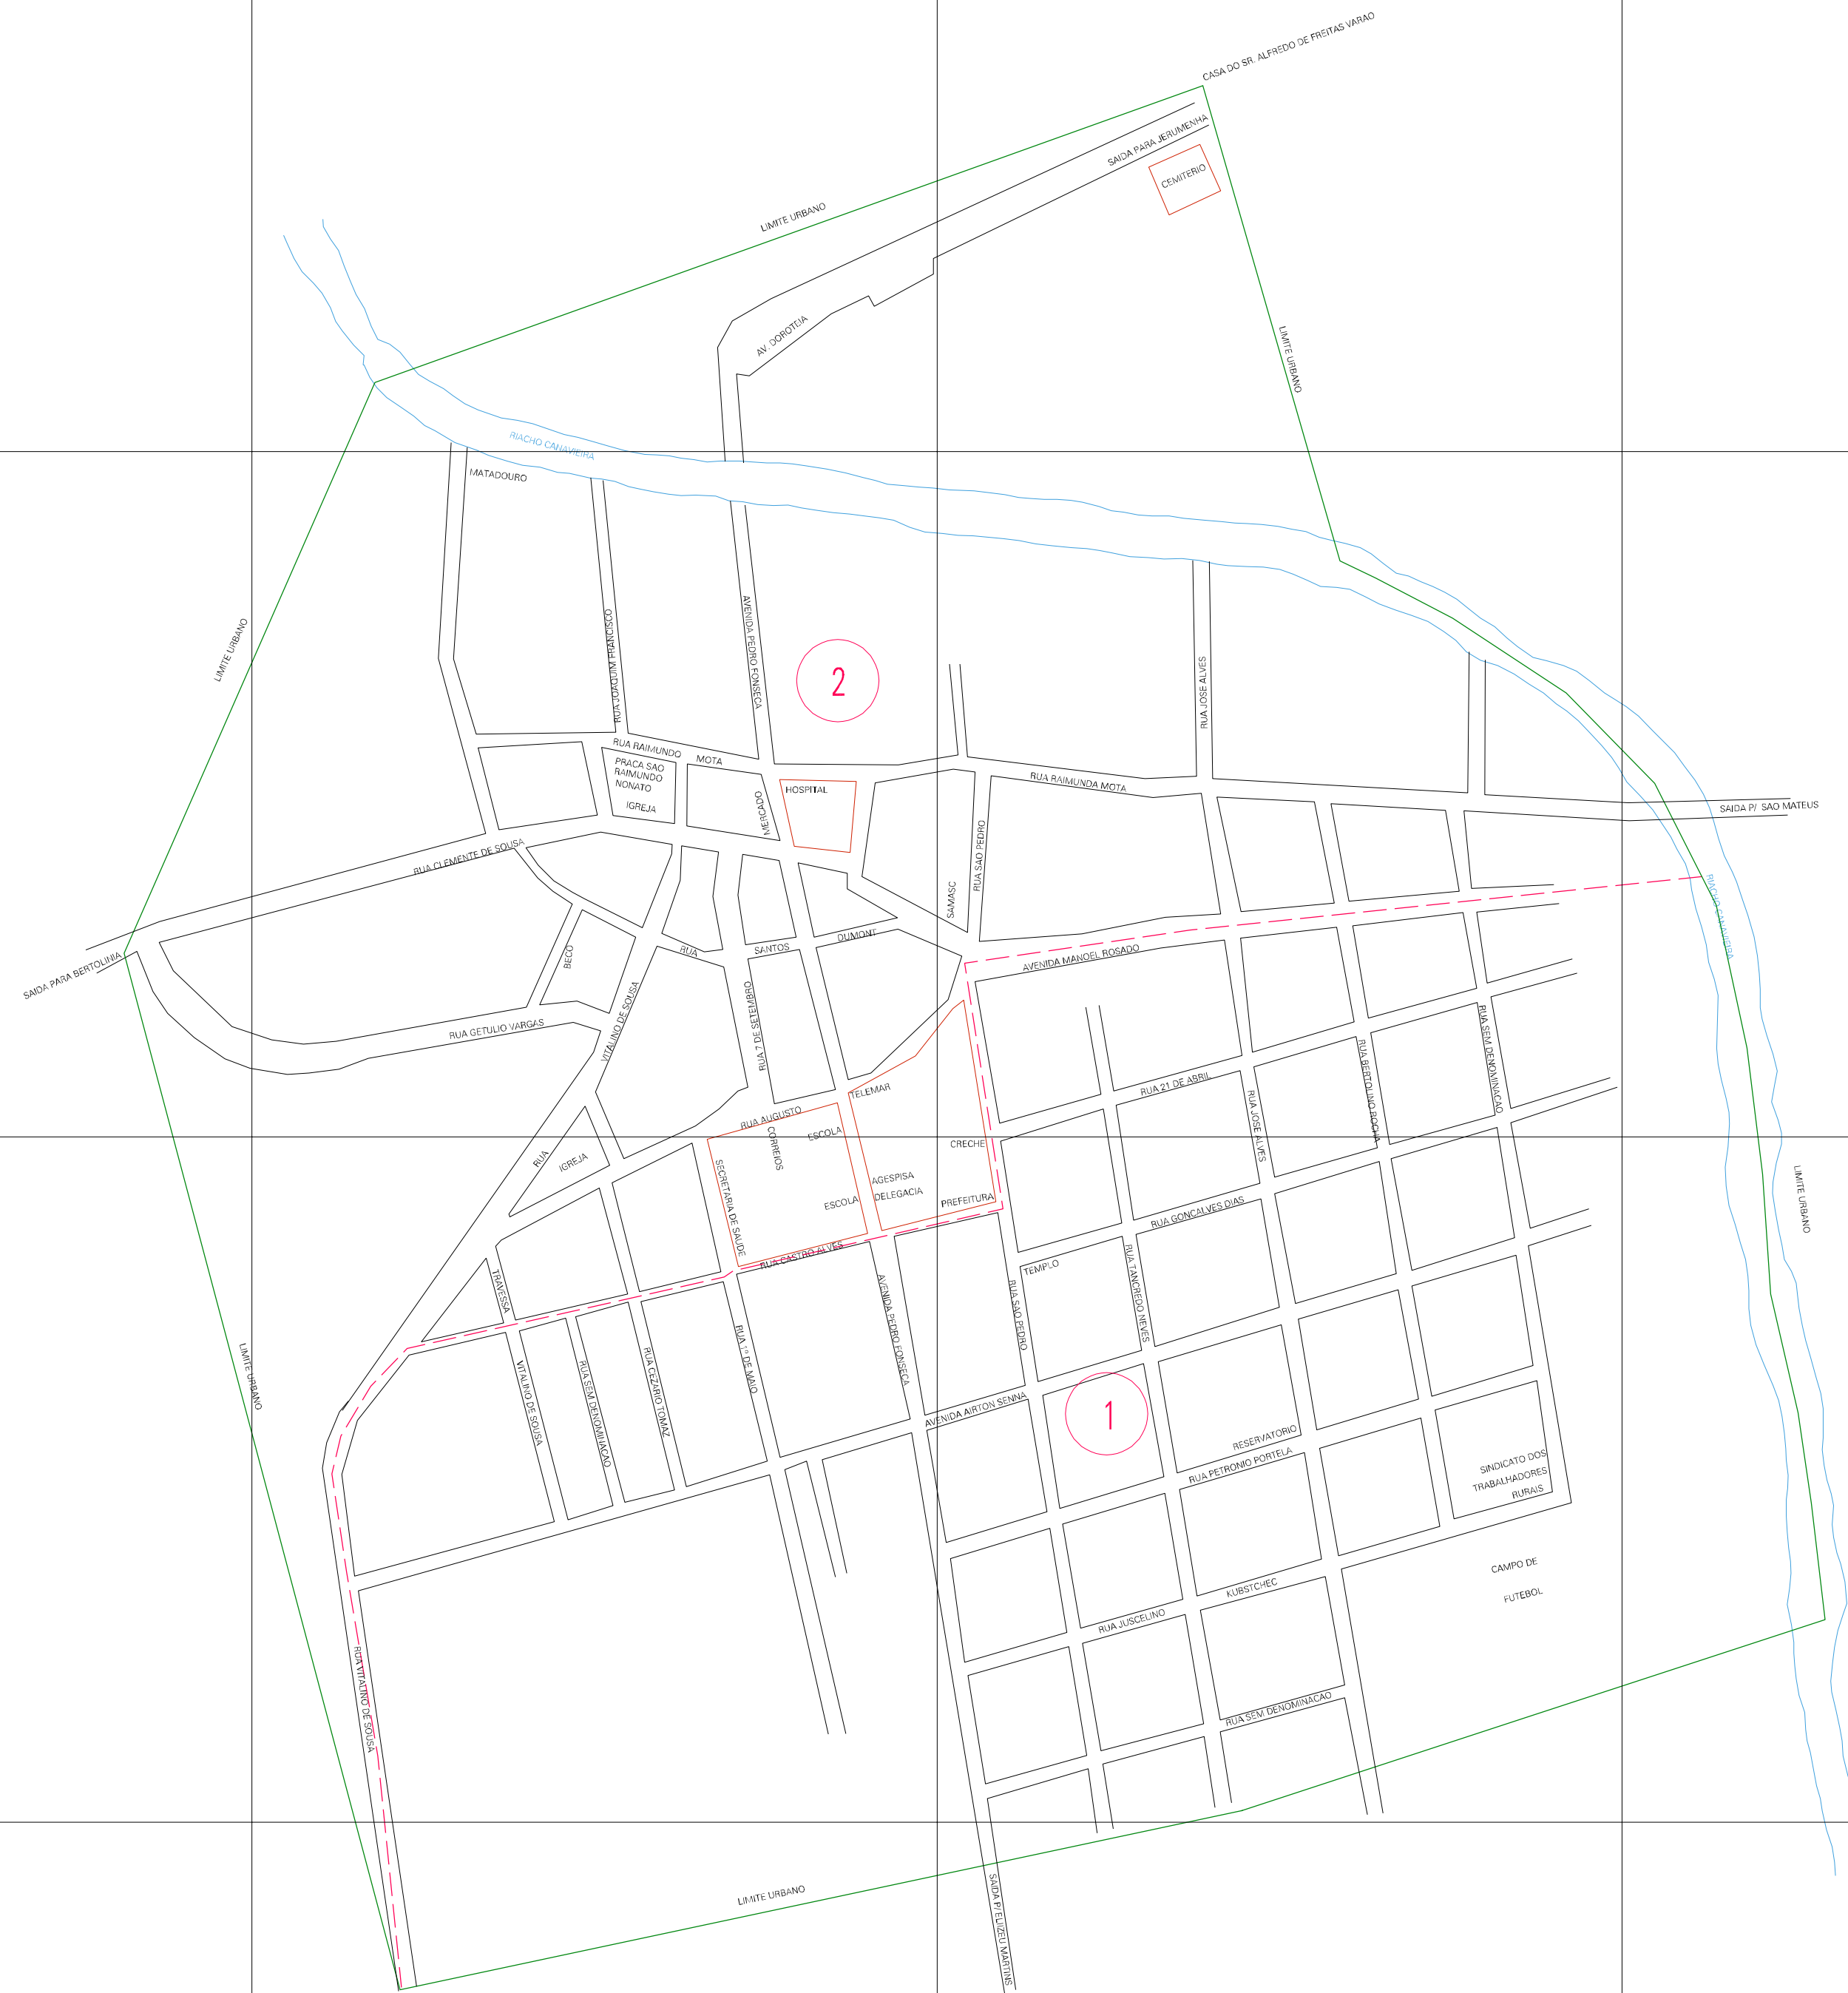 CASA DO SR. ALFREDO DE FREITAS VARAO
SAIDA PARA JERUMENHA
CEMITERIO
LIMITE URBANO
AV. DOROTEIA
LIMITE URBANO
RIACHO CANAVIEIRA
MATADOURO
LIMITE URBANO
RUA JOAQUIM FRANCISCO
AVENIDA PEDRO FONSECA
2
RUA JOSE ALVES
RUA RAIMUNDO MOTA
PRACA SAO
RAIMUNDO
NONATO
IGREJA
MERCADO
HOSPITAL
RUA RAIMUNDA MOTA
SAIDA P/ SAO MATEUS
RUA CLEMENTE DE SOUSA
RUA SAO PEDRO
SAMASC
RIACHO CANAVIEIRA
SAIDA PARA BERTOLINIA
BECO
RUA SANTOS DUMONT
AVENIDA MANOEL ROSADO
RUA GETULIO VARGAS
VITALINO DE SOUSA
RUA 7 DE SETEMBRO
RUA SEM DENOMINACAO
RUA BERTOLINO ROCHA
RUA 21 DE ABRIL
RUA JOSE ALVES
TELEMAR
RUA AUGUSTO
CORREIOS
ESCOLA
CRECHE
RUA
IGREJA
SECRETARIA DE SAUDE
AGESPISA
DELEGACIA
ESCOLA
PREFEITURA
RUA GONCALVES DIAS
LIMITE URBANO
RUA CASTRO ALVES
TEMPLO
TRAVESSA
AVENIDA PEDRO FONSECA
RUA SAO PEDRO
RUA TANCREDO NEVES
LIMITE URBANO
VITALINO DE SOUSA
RUA SEM DENOMINACAO
RUA CEZARIO TOMAZ
RUA 1º DE MAIO
AVENIDA AIRTON SENNA
1
RESERVATORIO
RUA PETRONIO PORTELA
SINDICATO DOS
TRABALHADORES
RURAIS
CAMPO DE
FUTEBOL
RUA JUSCELINO KUBSTCHEC
RUA VITALINO DE SOUSA
RUA SEM DENOMINACAO
LIMITE URBANO
SAIDA P/ ELIZEU MARTINS